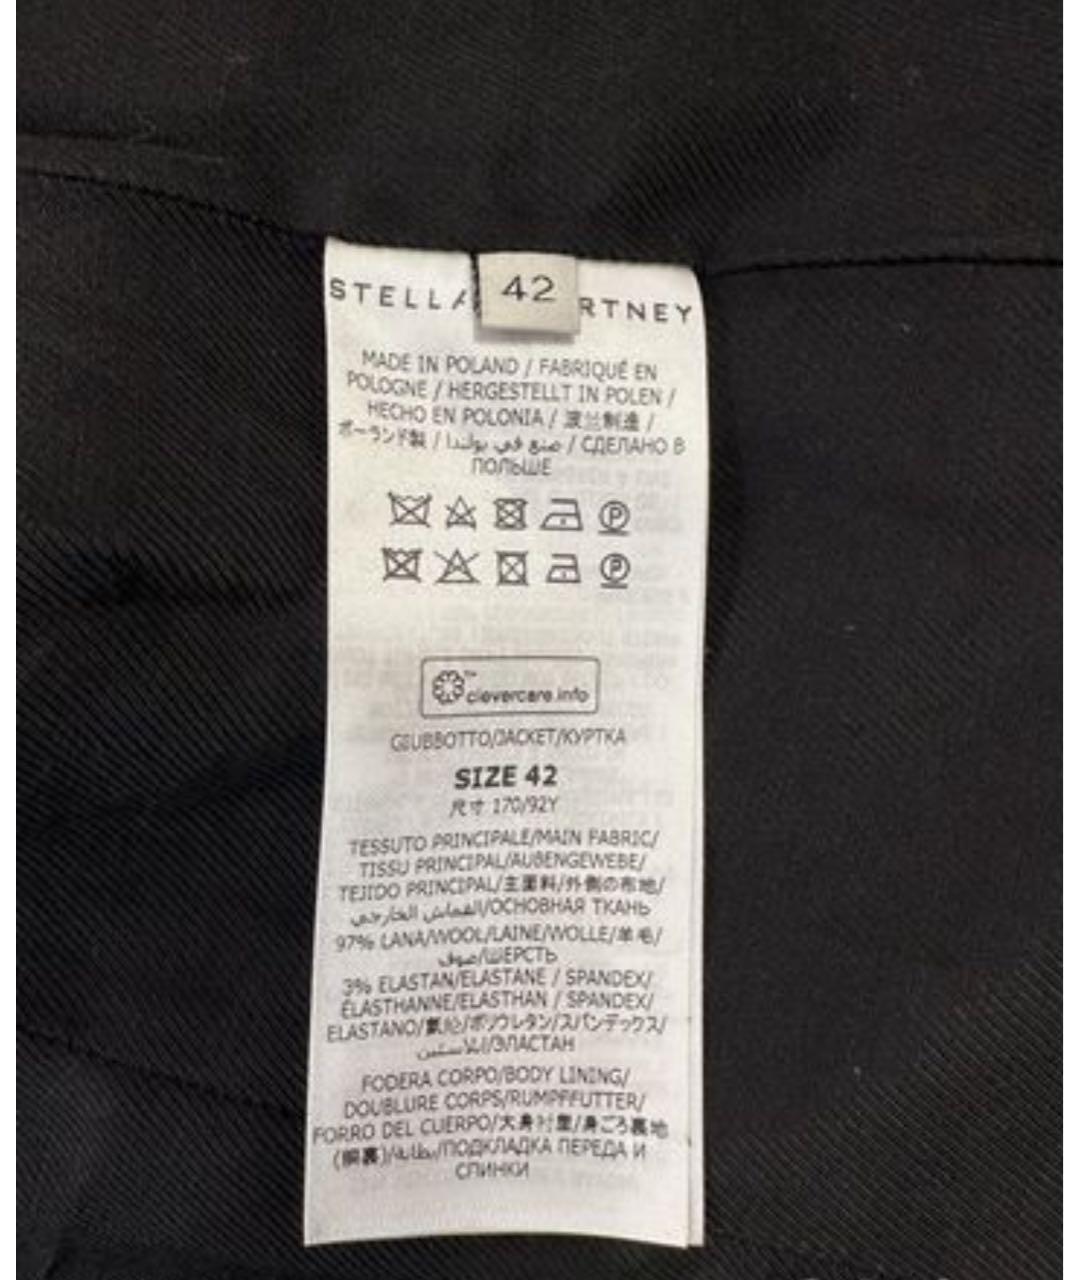 42
STELLA RTNEY
MADE IN POLAND / FABRIQUÉ EN
POLOGNE / HERGESTELLT IN POLEN /
HECHO EN POLONIA / 波兰制造 /
ポーランド製 / صنع في بولندا / СДЕЛАНО В
ПОЛЬШЕ
P
P
clevercare.info
GIUBBOTTO/JACKET/КУРТКА
SIZE 42
尺寸 170/92Y
TESSUTO PRINCIPALE/MAIN FABRIC/
TISSU PRINCIPAL/AUßENGEWEBE/
TEJIDO PRINCIPAL/主面料/外側の布地/
القماش الخارجي/ОСНОВНАЯ ТКАНЬ
97% LANA/WOOL/LAINE/WOLLE/羊毛/
صوف/ШЕРСТЬ
3% ELASTAN/ELASTANE / SPANDEX/
ÉLASTHANNE/ELASTHAN / SPANDEX/
ELASTANO/氨纶/ポリウレタン/スパンデックス/
إيلاستين/ЭЛАСТАН
FODERA CORPO/BODY LINING/
DOUBLURE CORPS/RUMPFFUTTER/
FORRO DEL CUERPO/大身衬里/身ごろ裏地
(胴裏)/بطانة/ПОДКЛАДКА ПЕРЕДА И
СПИНКИ